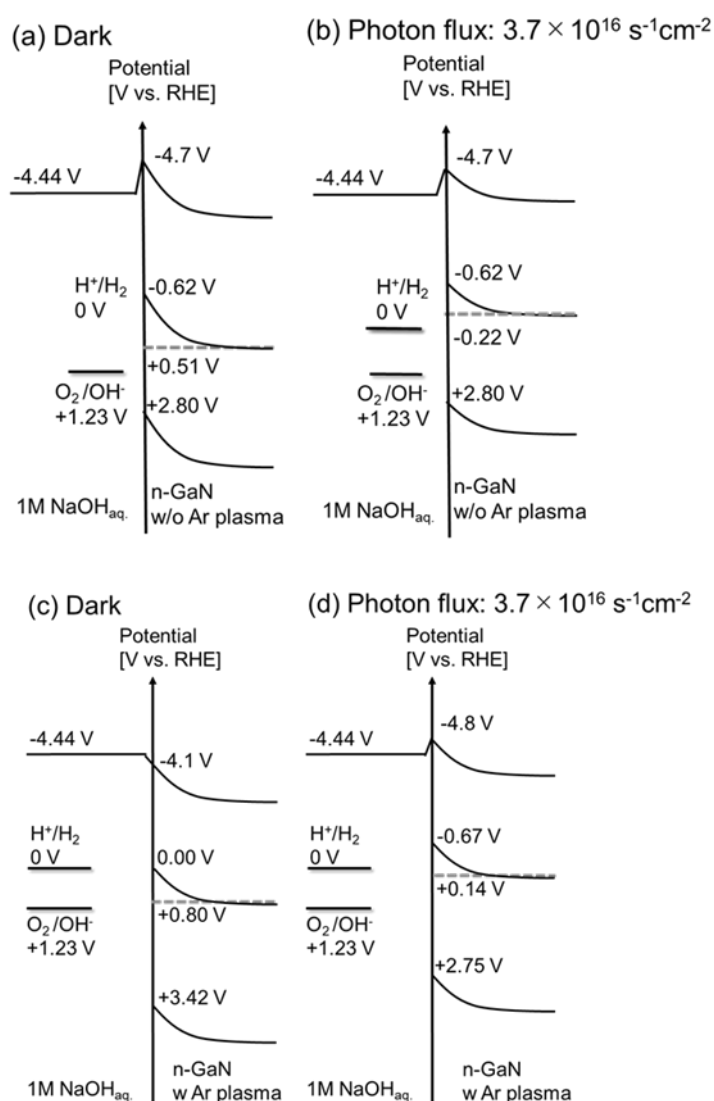 (a) Dark
Potential
[V vs. RHE]
-4.7 V
-4.44 V
-0.62 V
H⁺/H₂
0 V
+0.51 V
O₂/OH⁻
+1.23 V
+2.80 V
n-GaN
1M NaOHaq.
w/o Ar plasma
(b) Photon flux: 3.7 × 10¹⁶ s⁻¹cm⁻²
Potential
[V vs. RHE]
-4.7 V
-4.44 V
-0.62 V
H⁺/H₂
0 V
-0.22 V
O₂/OH⁻
+1.23 V
+2.80 V
n-GaN
1M NaOHaq.
w/o Ar plasma
(c) Dark
Potential
[V vs. RHE]
-4.44 V
-4.1 V
H⁺/H₂
0 V
0.00 V
+0.80 V
O₂/OH⁻
+1.23 V
+3.42 V
n-GaN
1M NaOHaq.
w Ar plasma
(d) Photon flux: 3.7 × 10¹⁶ s⁻¹cm⁻²
Potential
[V vs. RHE]
-4.8 V
-4.44 V
H⁺/H₂
0 V
-0.67 V
+0.14 V
O₂/OH⁻
+1.23 V
+2.75 V
n-GaN
1M NaOHaq.
w Ar plasma